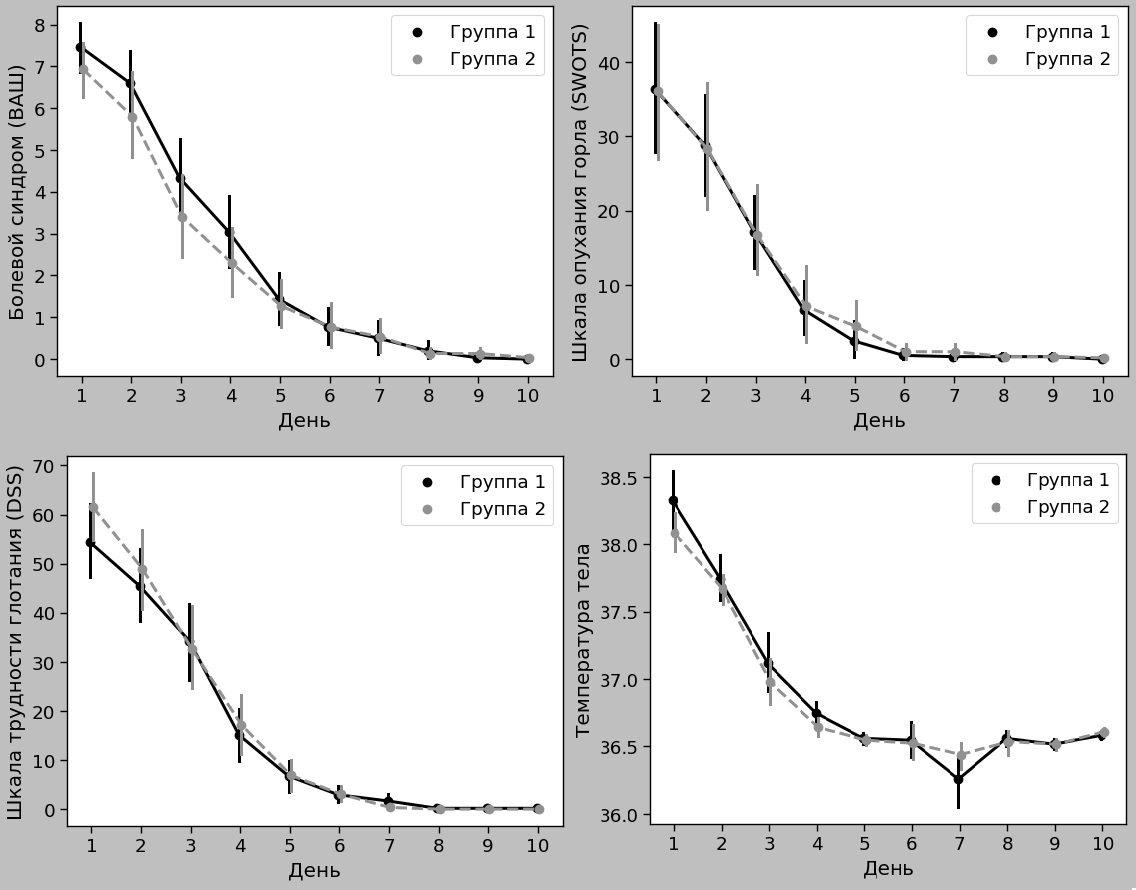 Болевой синдром (ВАШ)
8
7
6
5
4
3
2
1
0
Группа 1
Группа 2
1 2 3 4 5 6 7 8 9 10
День
Шкала опухания горла (SWOTS)
40
30
20
10
0
Группа 1
Группа 2
1 2 3 4 5 6 7 8 9 10
День
Шкала трудности глотания (DSS)
70
60
50
40
30
20
10
0
Группа 1
Группа 2
1 2 3 4 5 6 7 8 9 10
День
Температура тела
38.5
38.0
37.5
37.0
36.5
36.0
Группа 1
Группа 2
1 2 3 4 5 6 7 8 9 10
День